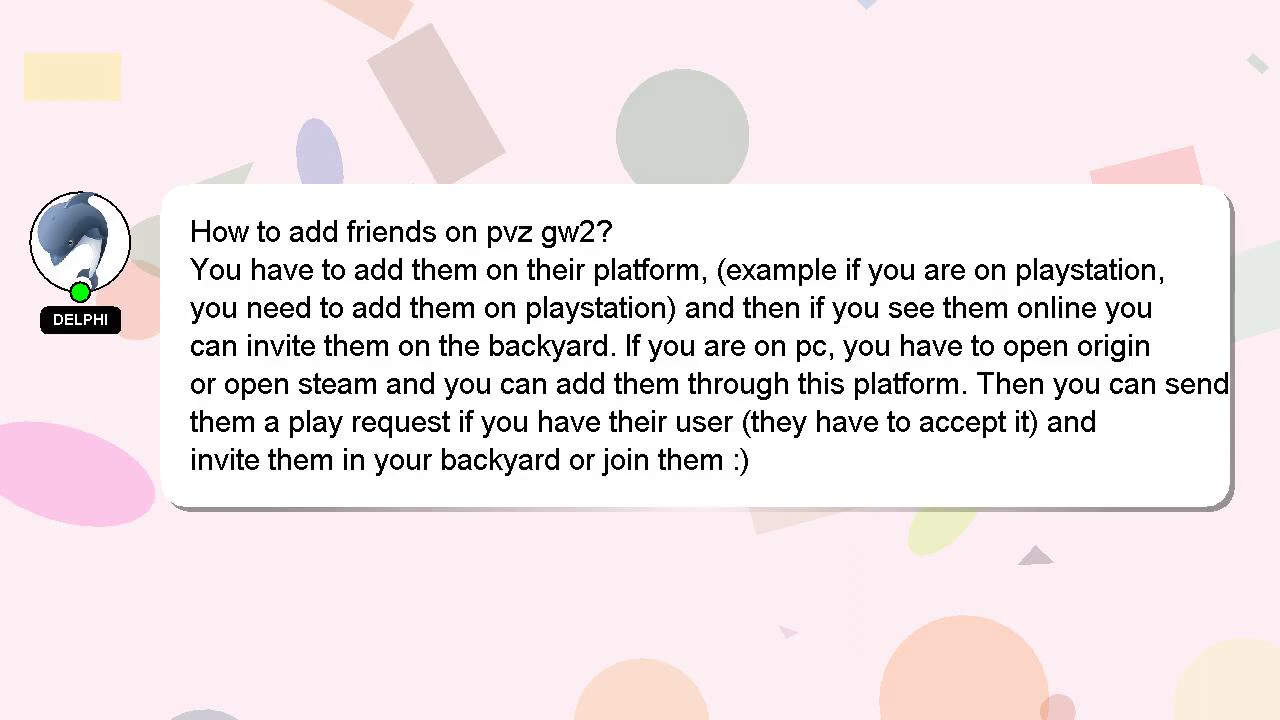 How to add friends on pvz gw2?
You have to add them on their platform, (example if you are on playstation,
you need to add them on playstation) and then if you see them online you
can invite them on the backyard. If you are on pc, you have to open origin
or open steam and you can add them through this platform. Then you can send
them a play request if you have their user (they have to accept it) and
invite them in your backyard or join them :)
DELPHI